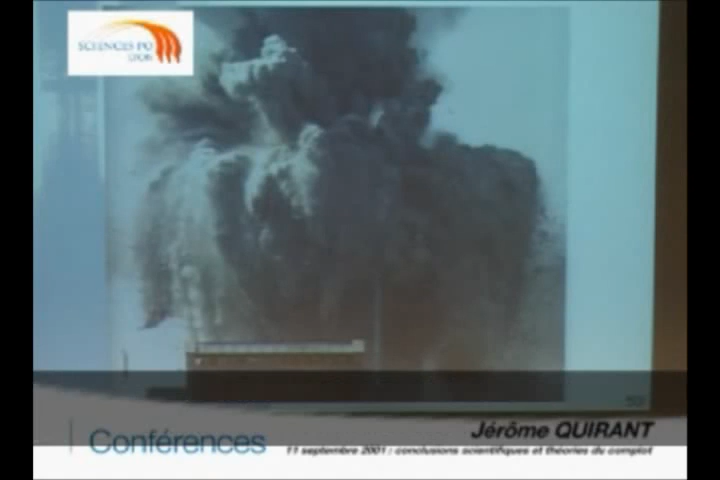 SCIENCES PO
LYON
Jérôme QUIRANT
Conférences
11 septembre 2001 : conclusions scientifiques et théories du complot